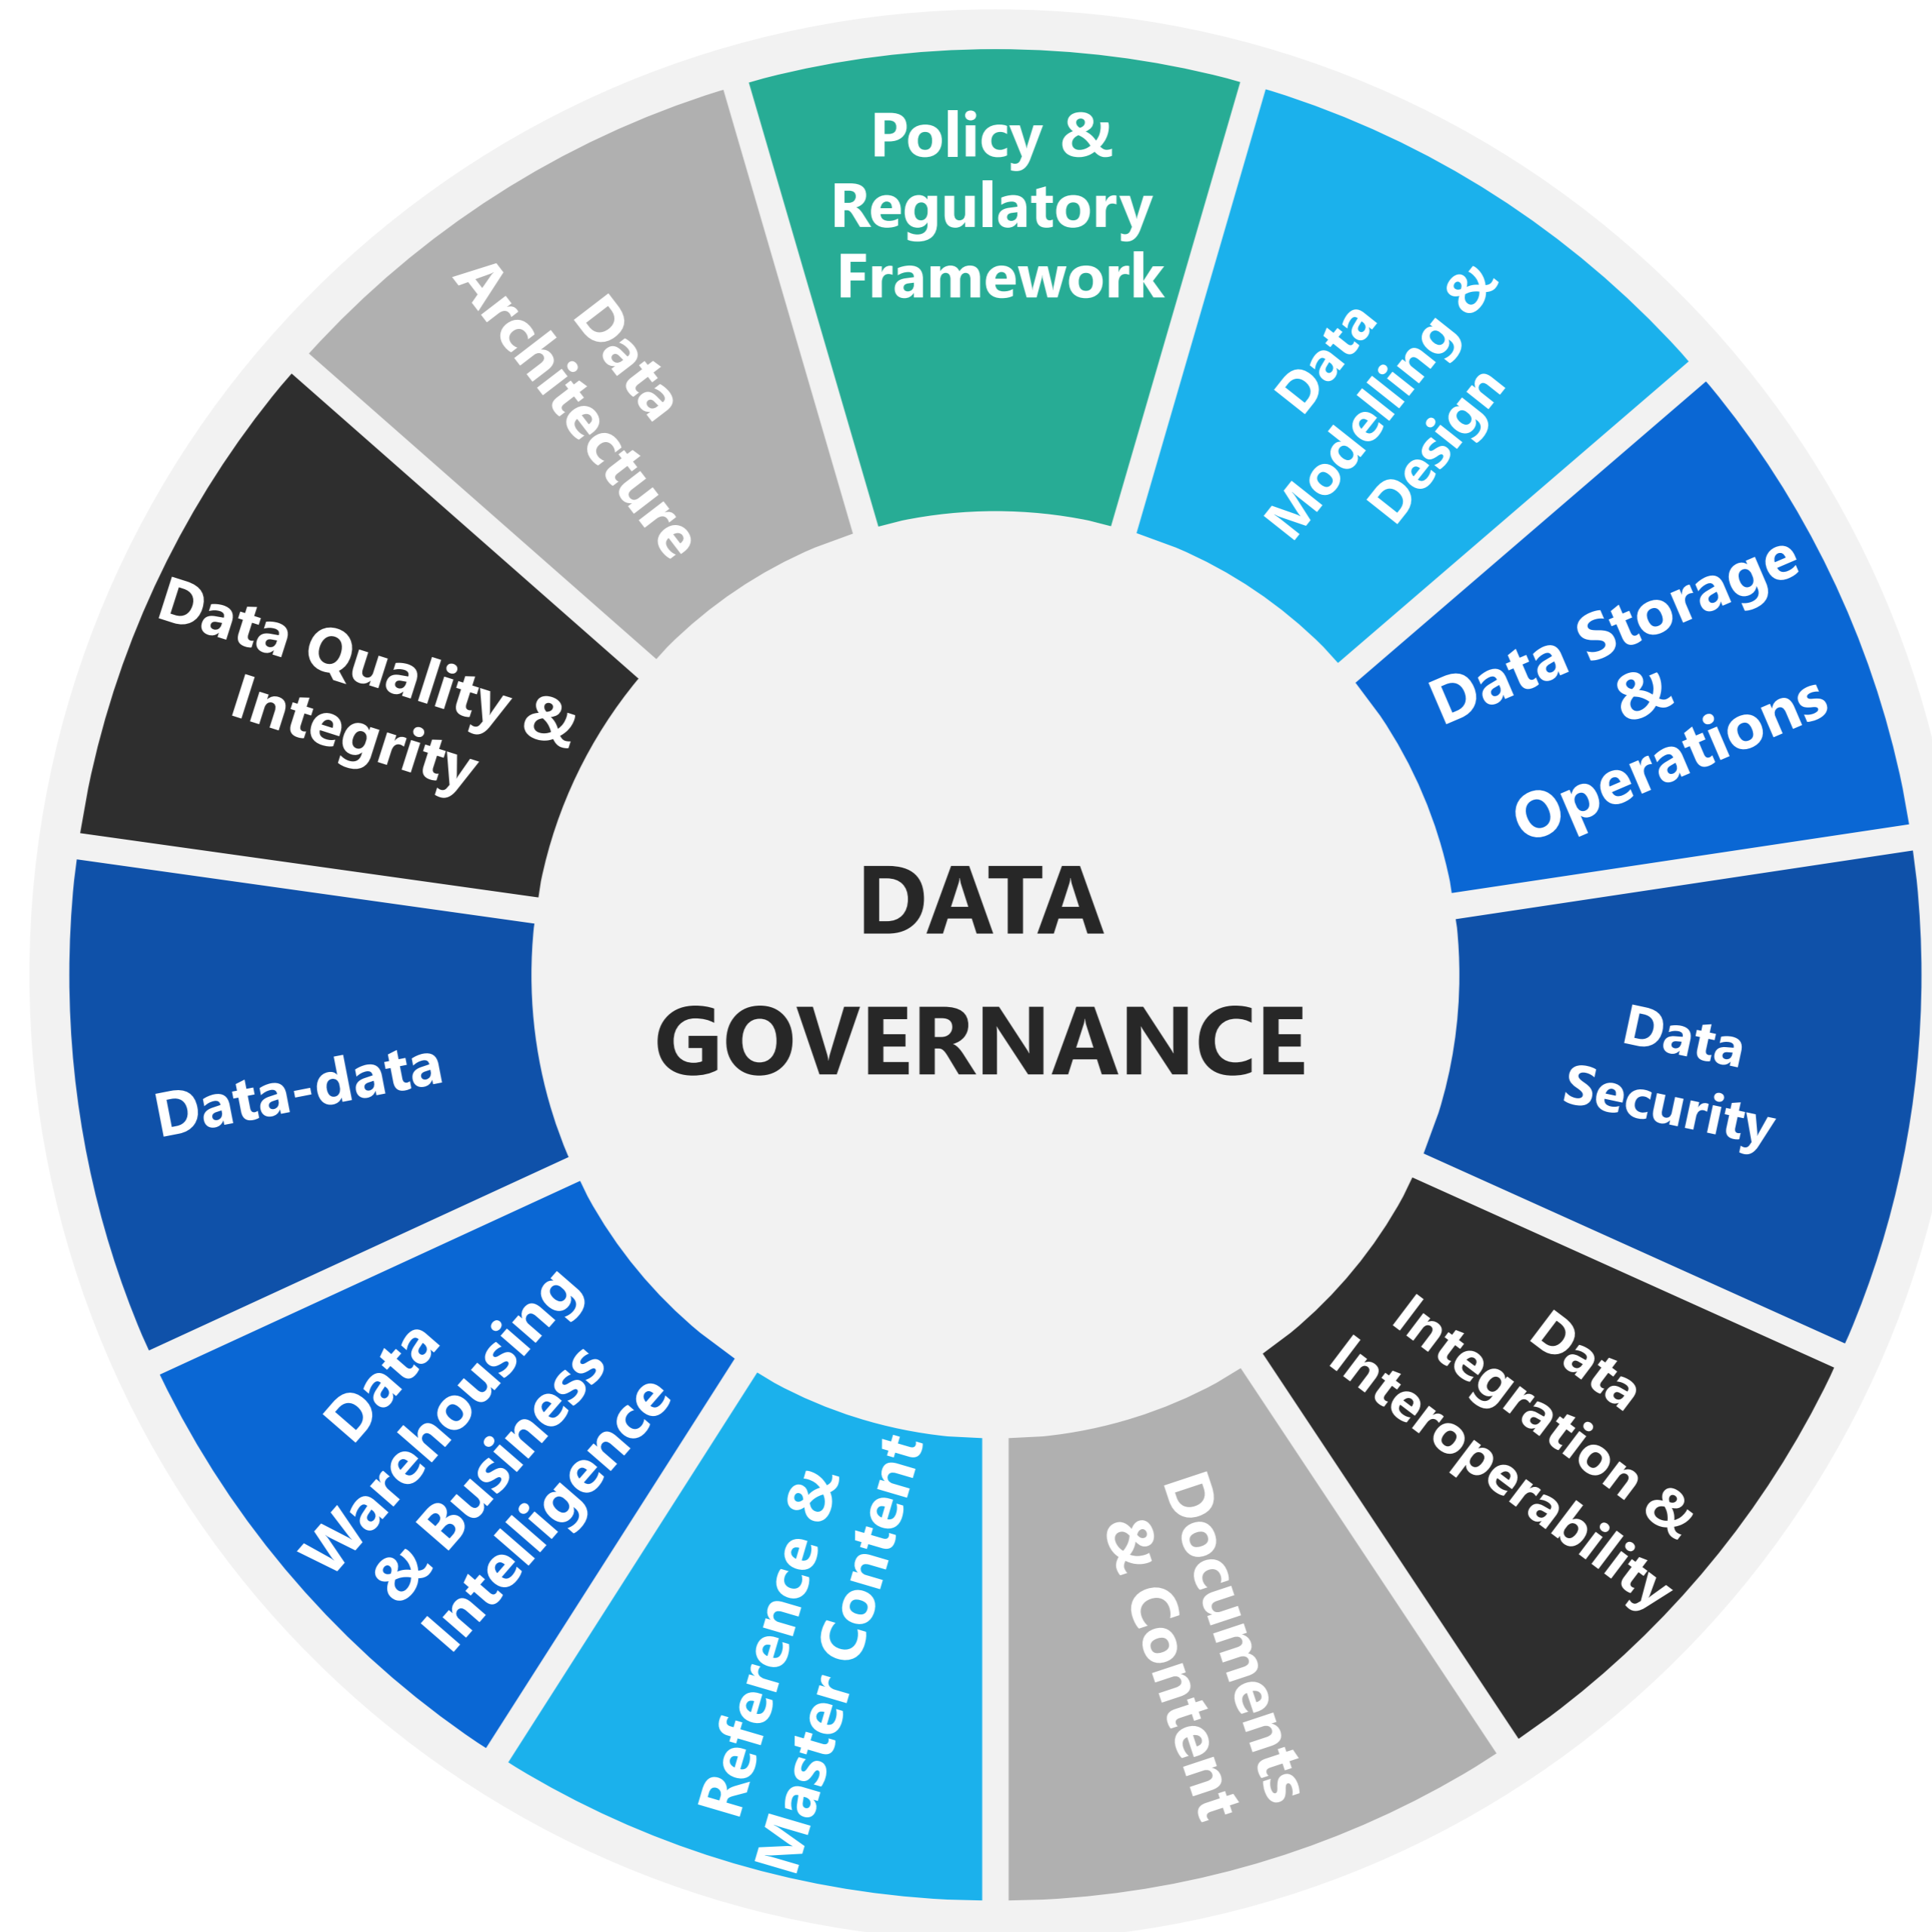 Policy &
Regulatory
Framework
Data
Modelling &
Design
Data Storage
&
Operations
Data
Security
Data
Integration &
Interoperability
Documents
& Content
Reference &
Master Content
Data
Warehousing
& Business
Intelligence
Data-data
Data Quality &
Integrity
Data
Architecture
DATA
GOVERNANCE